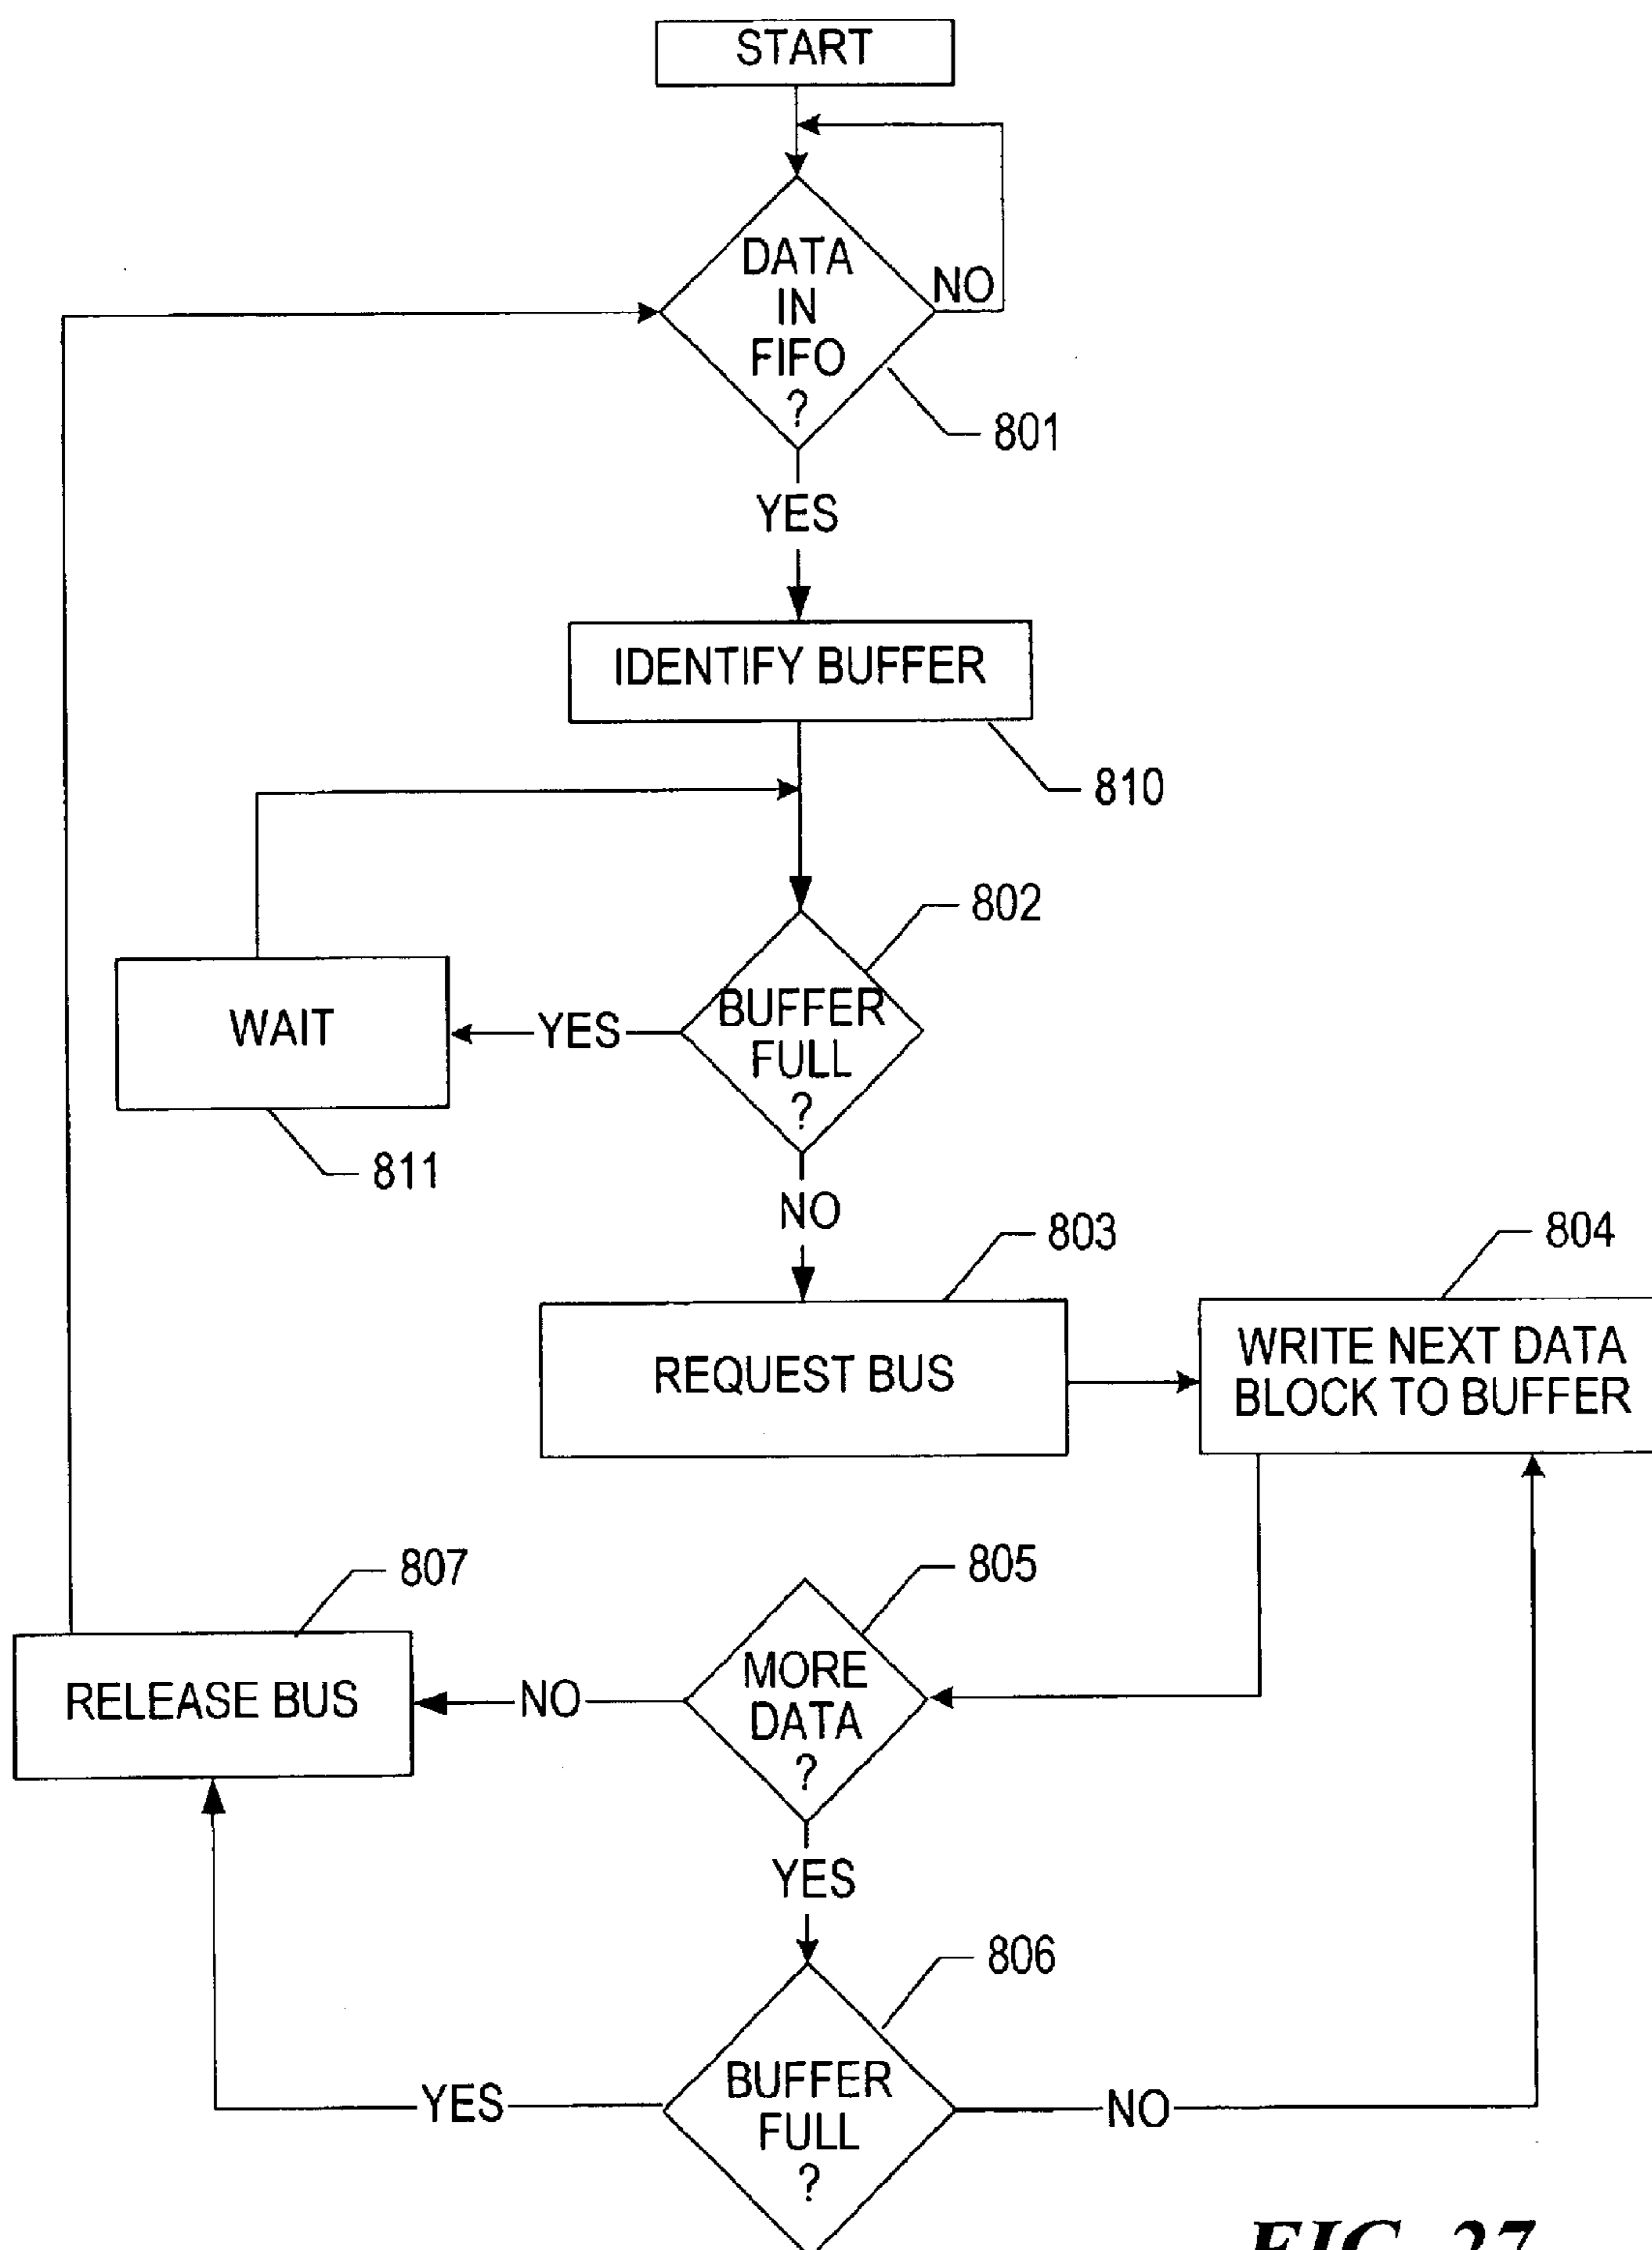 START
DATA
IN
FIFO
?
NO
801
YES
IDENTIFY BUFFER
810
802
BUFFER
FULL
?
YES
WAIT
811
NO
803
804
REQUEST BUS
WRITE NEXT DATA
BLOCK TO BUFFER
807
805
RELEASE BUS
NO
MORE
DATA
?
YES
806
BUFFER
FULL
?
YES
NO
FIG. 27